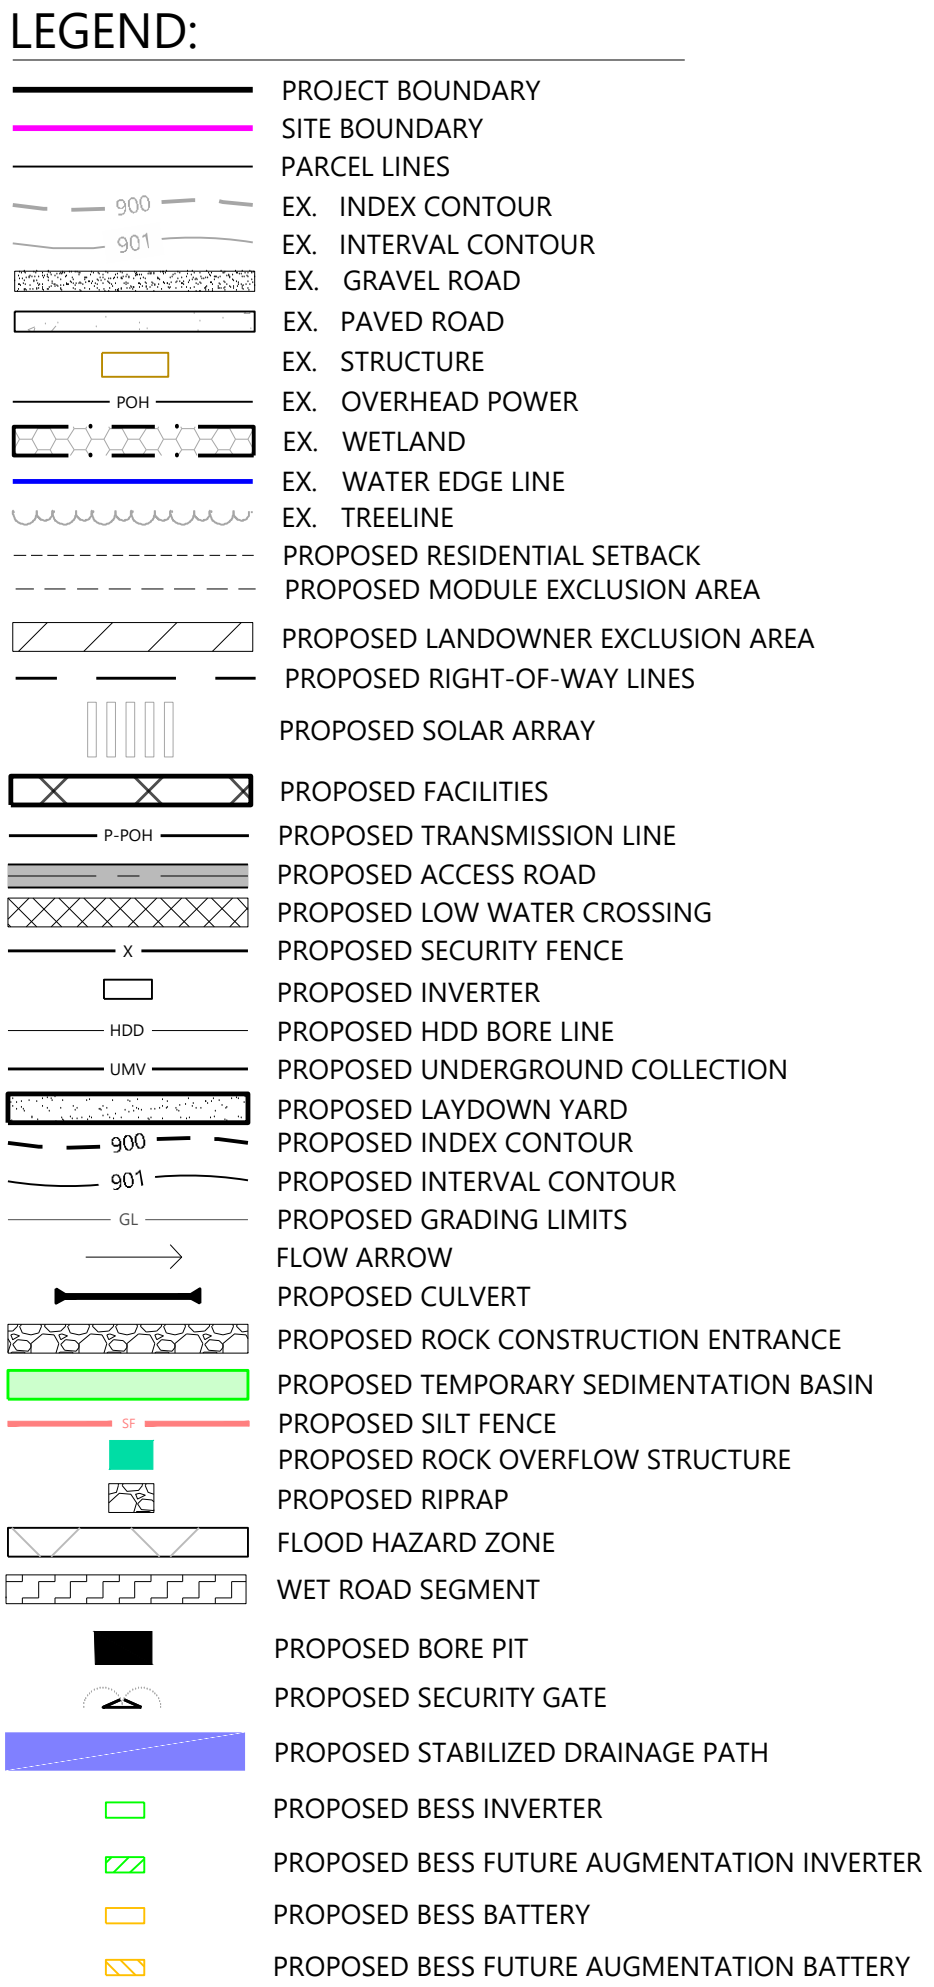 LEGEND:
PROJECT BOUNDARY
SITE BOUNDARY
PARCEL LINES
900 EX. INDEX CONTOUR
901 EX. INTERVAL CONTOUR
EX. GRAVEL ROAD
EX. PAVED ROAD
EX. STRUCTURE
POH EX. OVERHEAD POWER
EX. WETLAND
EX. WATER EDGE LINE
EX. TREELINE
PROPOSED RESIDENTIAL SETBACK
PROPOSED MODULE EXCLUSION AREA
PROPOSED LANDOWNER EXCLUSION AREA
PROPOSED RIGHT-OF-WAY LINES
PROPOSED SOLAR ARRAY
PROPOSED FACILITIES
P-POH PROPOSED TRANSMISSION LINE
PROPOSED ACCESS ROAD
PROPOSED LOW WATER CROSSING
X PROPOSED SECURITY FENCE
PROPOSED INVERTER
HDD PROPOSED HDD BORE LINE
UMV PROPOSED UNDERGROUND COLLECTION
PROPOSED LAYDOWN YARD
900 PROPOSED INDEX CONTOUR
901 PROPOSED INTERVAL CONTOUR
GL PROPOSED GRADING LIMITS
FLOW ARROW
PROPOSED CULVERT
PROPOSED ROCK CONSTRUCTION ENTRANCE
PROPOSED TEMPORARY SEDIMENTATION BASIN
SF PROPOSED SILT FENCE
PROPOSED ROCK OVERFLOW STRUCTURE
PROPOSED RIPRAP
FLOOD HAZARD ZONE
WET ROAD SEGMENT
PROPOSED BORE PIT
PROPOSED SECURITY GATE
PROPOSED STABILIZED DRAINAGE PATH
PROPOSED BESS INVERTER
PROPOSED BESS FUTURE AUGMENTATION INVERTER
PROPOSED BESS BATTERY
PROPOSED BESS FUTURE AUGMENTATION BATTERY